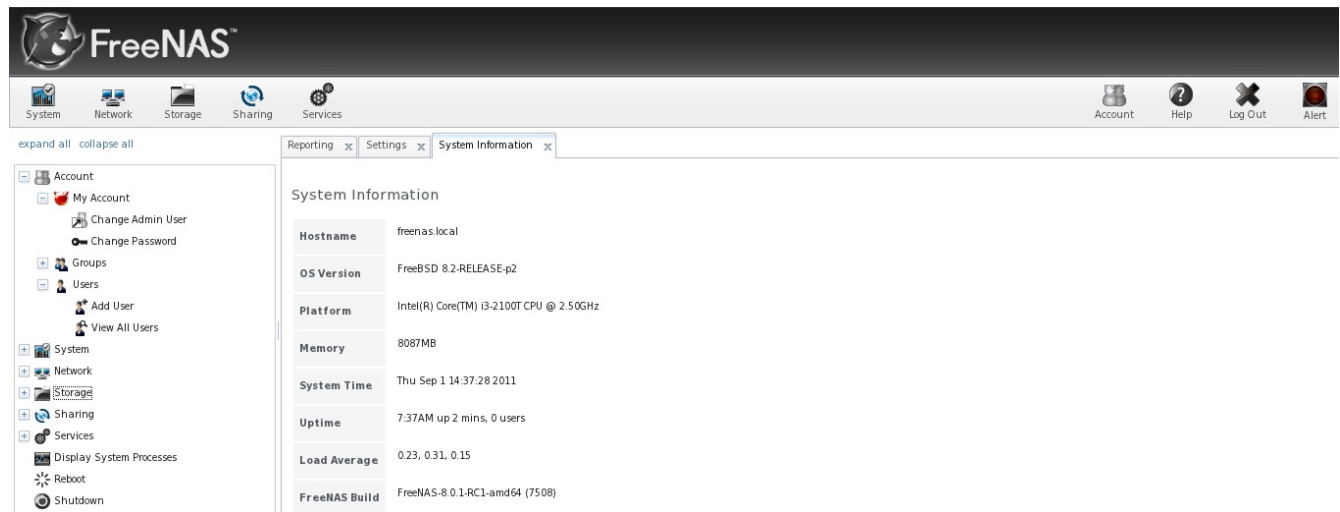 FreeNAS™
System Network Storage Sharing Services Account Help Log Out Alert
expand all collapse all
Reporting x Settings x System Information x
Account
My Account
Change Admin User
Change Password
Groups
Users
Add User
View All Users
System
Network
Storage
Sharing
Services
Display System Processes
Reboot
Shutdown
System Information
Hostname freenas.local
OS Version FreeBSD 8.2-RELEASE-p2
Platform Intel(R) Core(TM) i3-2100T CPU @ 2.50GHz
Memory 8087MB
System Time Thu Sep 1 14:37:28 2011
Uptime 7:37AM up 2 mins, 0 users
Load Average 0.23, 0.31, 0.15
FreeNAS Build FreeNAS-8.0.1-RC1-amd64 (7508)